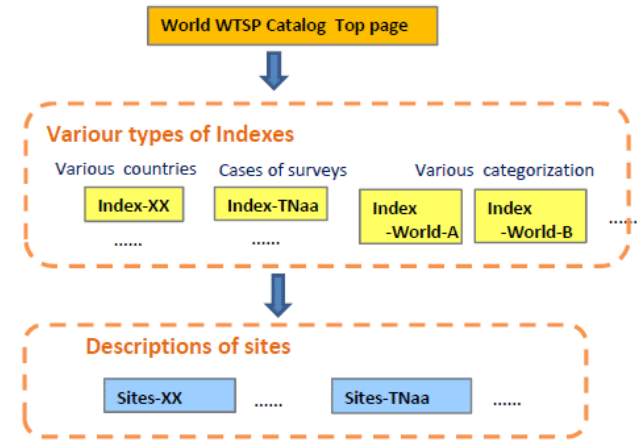 World WTSP Catalog Top page
Variour types of Indexes
Various countries Cases of surveys Various categorization
Index-XX Index-TNaa Index -World-A Index -World-B ......
...... ......
Descriptions of sites
Sites-XX ...... Sites-TNaa ......